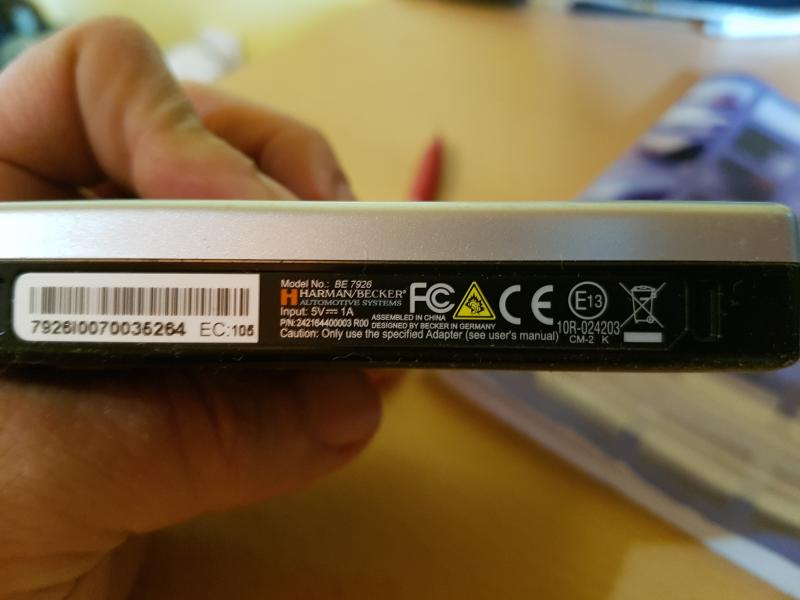 7926I0070035264 EC:105
Model No.: BE 7926
HARMAN/BECKER®
AUTOMOTIVE SYSTEMS
Input: 5V⎓ 1A
ASSEMBLED IN CHINA
P/N:242164400003 R00 DESIGNED BY BECKER IN GERMANY
Caution: Only use the specified Adapter (see user's manual)
FC CE
E13
10R-024203
CM-2 K